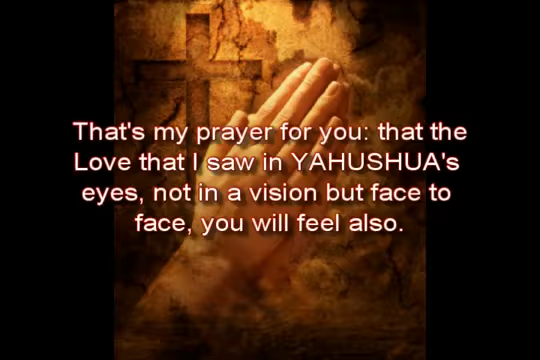 That's my prayer for you: that the
Love that I saw in YAHUSHUA's
eyes, not in a vision but face to
face, you will feel also.